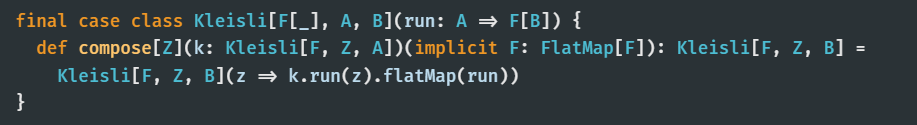 final case class Kleisli[F[_], A, B](run: A => F[B]) {
def compose[Z](k: Kleisli[F, Z, A])(implicit F: FlatMap[F]): Kleisli[F, Z, B] =
Kleisli[F, Z, B](z => k.run(z).flatMap(run))
}